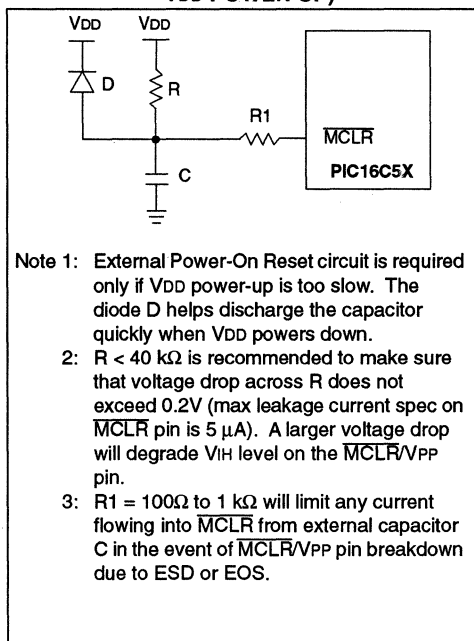 VDD VDD
D
R
R1
MCLR
PIC16C5X
C
Note 1: External Power-On Reset circuit is required
only if VDD power-up is too slow. The
diode D helps discharge the capacitor
quickly when VDD powers down.
2: R < 40 kΩ is recommended to make sure
that voltage drop across R does not
exceed 0.2V (max leakage current spec on
MCLR pin is 5 µA). A larger voltage drop
will degrade VIH level on the MCLR/VPP
pin.
3: R1 = 100Ω to 1 kΩ will limit any current
flowing into MCLR from external capacitor
C in the event of MCLR/VPP pin breakdown
due to ESD or EOS.